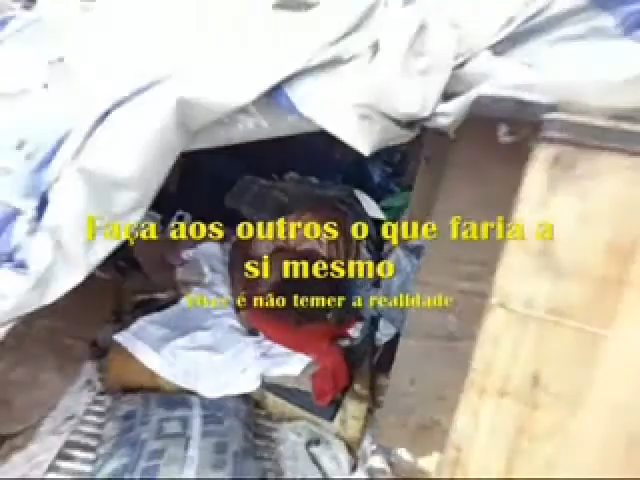 Faça aos outros o que faria a
si mesmo
é não temer a realidade